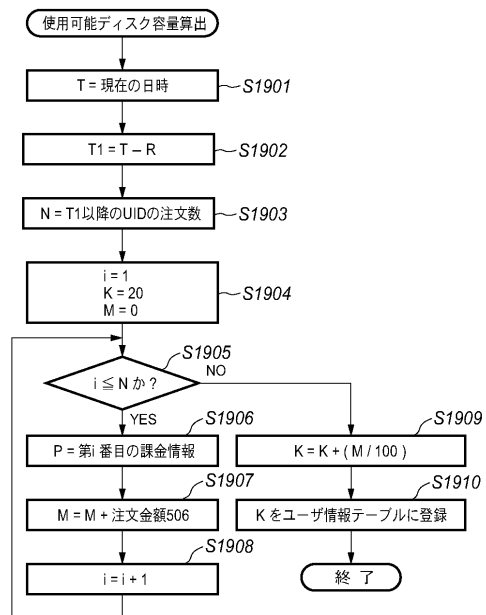 使用可能ディスク容量算出
T = 現在の日時
S1901
T1 = T − R
S1902
N = T1以降のUIDの注文数
S1903
i = 1
K = 20
M = 0
S1904
S1905
i ≦ N か?
NO
YES
S1906
P = 第i 番目の課金情報
S1907
M = M + 注文金額506
S1908
i = i + 1
S1909
K = K + ( M / 100 )
S1910
K をユーザ情報テーブルに登録
終 了